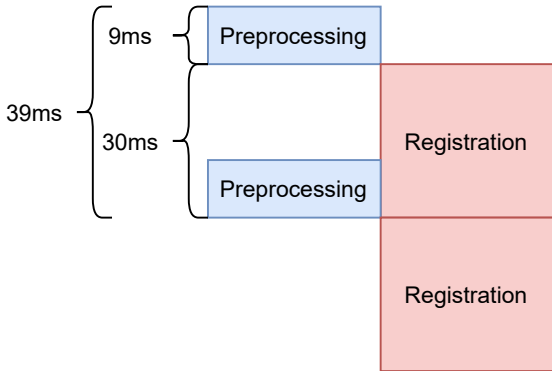 9ms
Preprocessing
39ms
30ms
Registration
Preprocessing
Registration